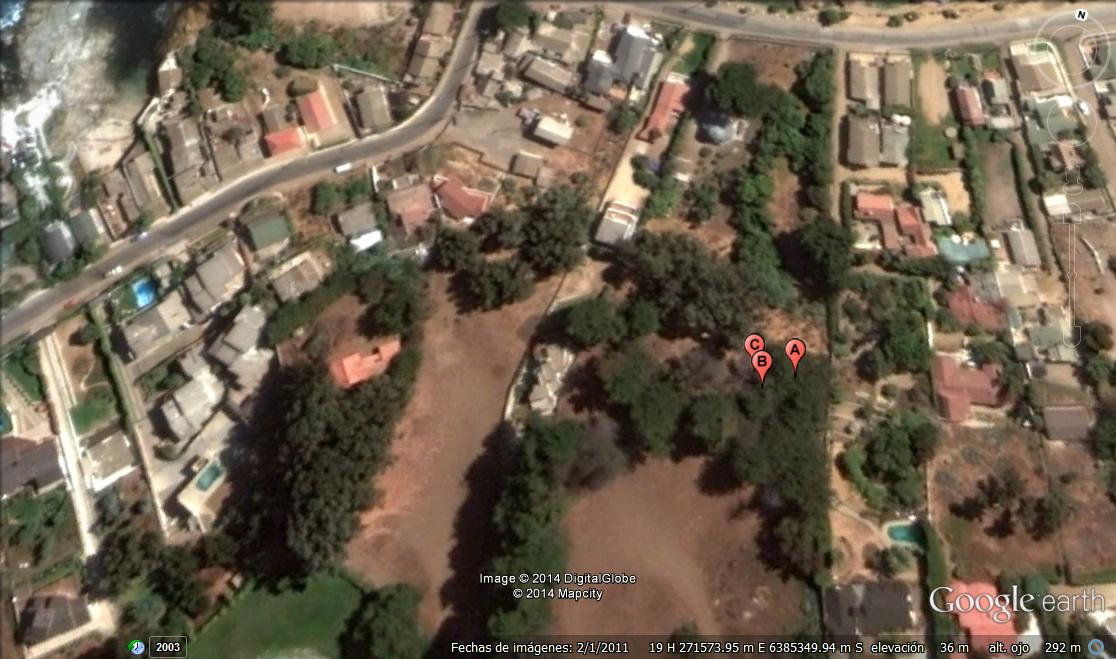 N
C
B
A
Image © 2014 DigitalGlobe
© 2014 Mapcity
Google earth
2003
Fechas de imágenes: 2/1/2011 19 H 271573.95 m E 6385349.94 m S elevación 36 m alt. ojo 292 m